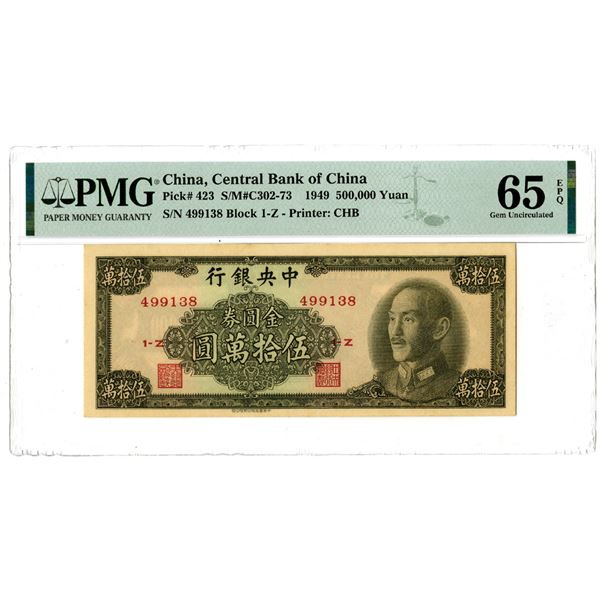 PMG®
PAPER MONEY GUARANTY
China, Central Bank of China
Pick# 423 S/M#C302-73 1949 500,000 Yuan
S/N 499138 Block 1-Z - Printer: CHB
65 EPQ
Gem Uncirculated
伍拾萬
行銀央中
伍拾萬
499138
499138
券圓金
1-Z
圓萬拾伍
1-Z
萬拾伍
萬拾伍